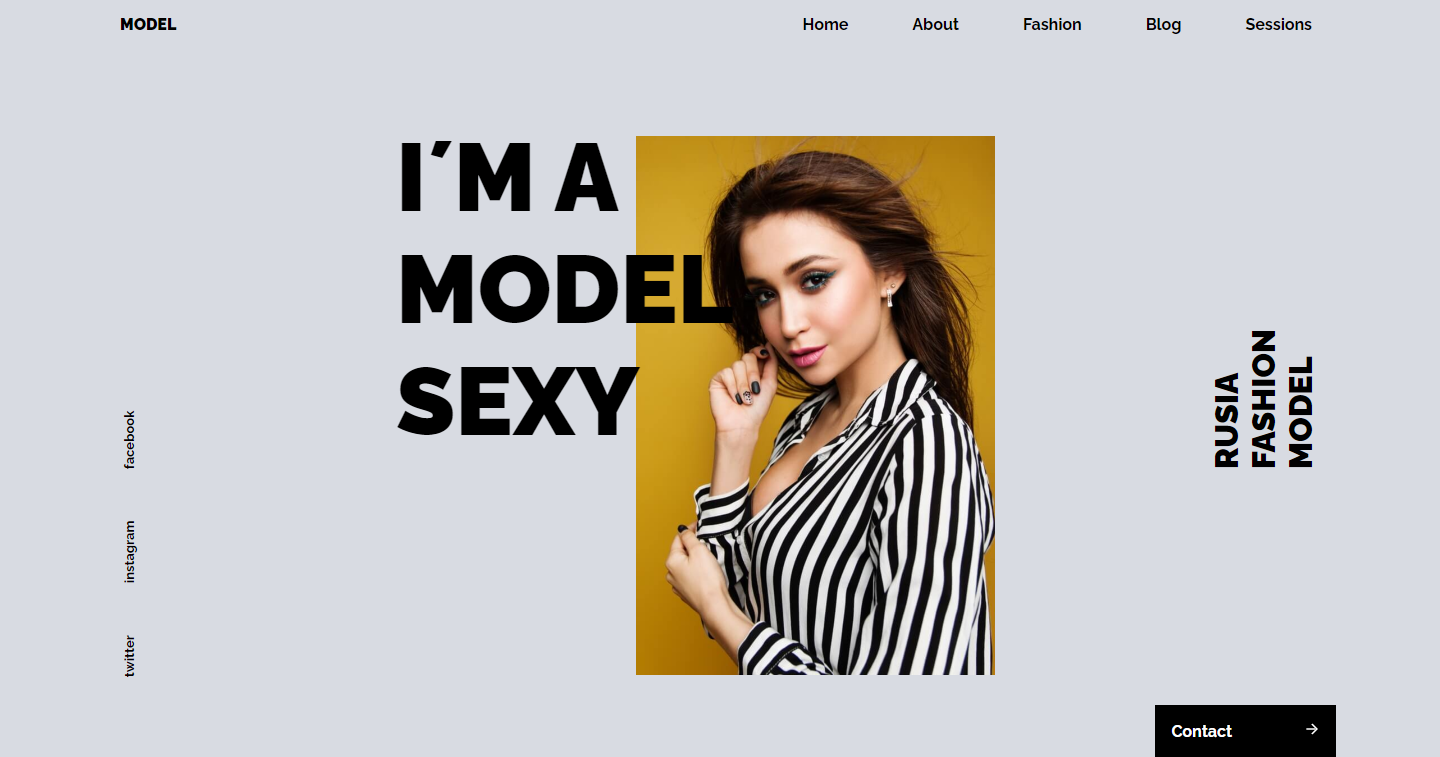 MODEL
Home
About
Fashion
Blog
Sessions
I´M A
MODEL
SEXY
facebook
instagram
twitter
RUSIA
FASHION
MODEL
Contact